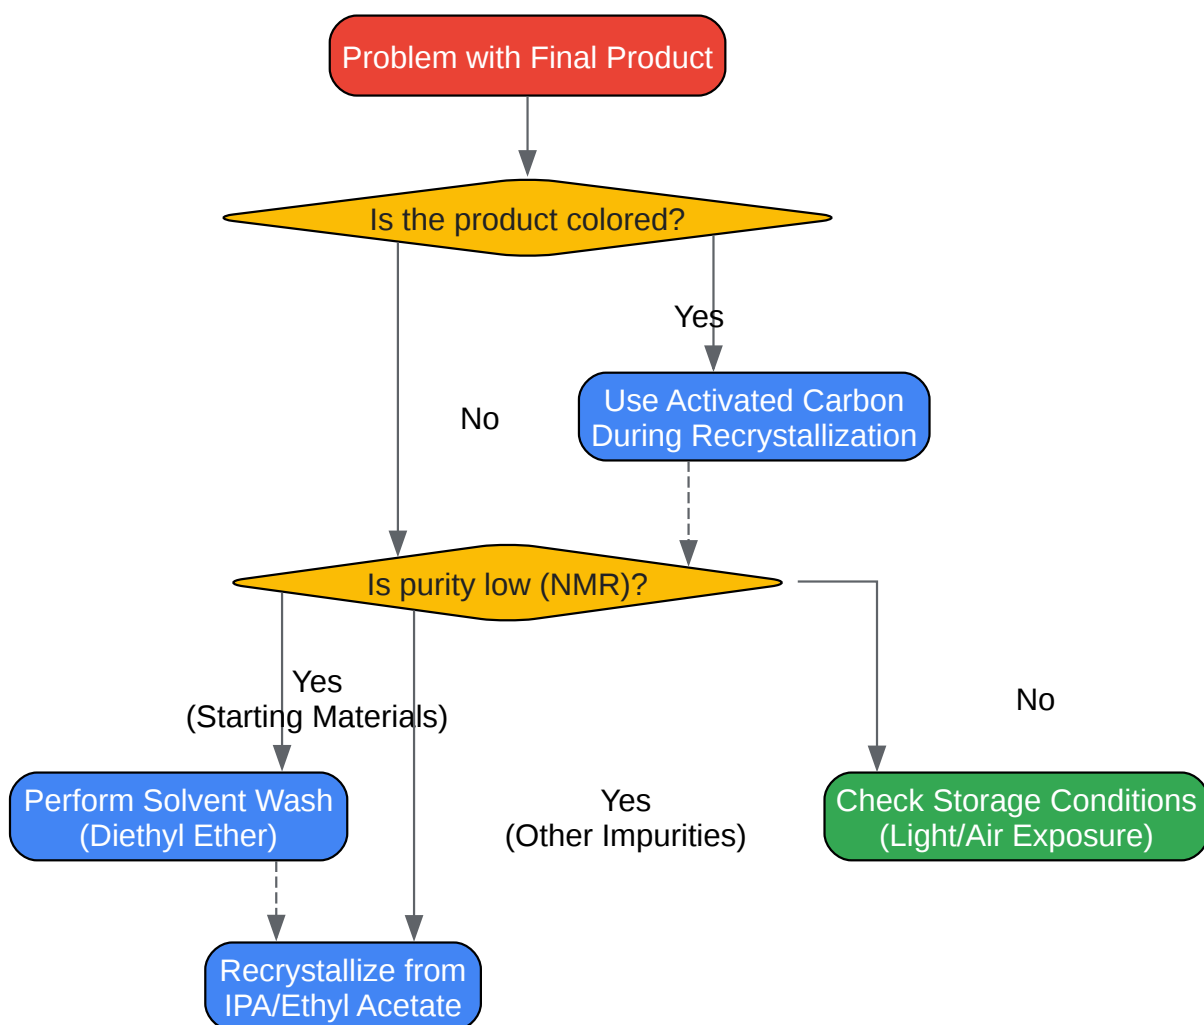 Problem with Final Product
Is the product colored?
Yes
No
Use Activated Carbon
During Recrystallization
Is purity low (NMR)?
Yes
(Starting Materials)
No
Perform Solvent Wash
(Diethyl Ether)
Yes
(Other Impurities)
Check Storage Conditions
(Light/Air Exposure)
Recrystallize from
IPA/Ethyl Acetate